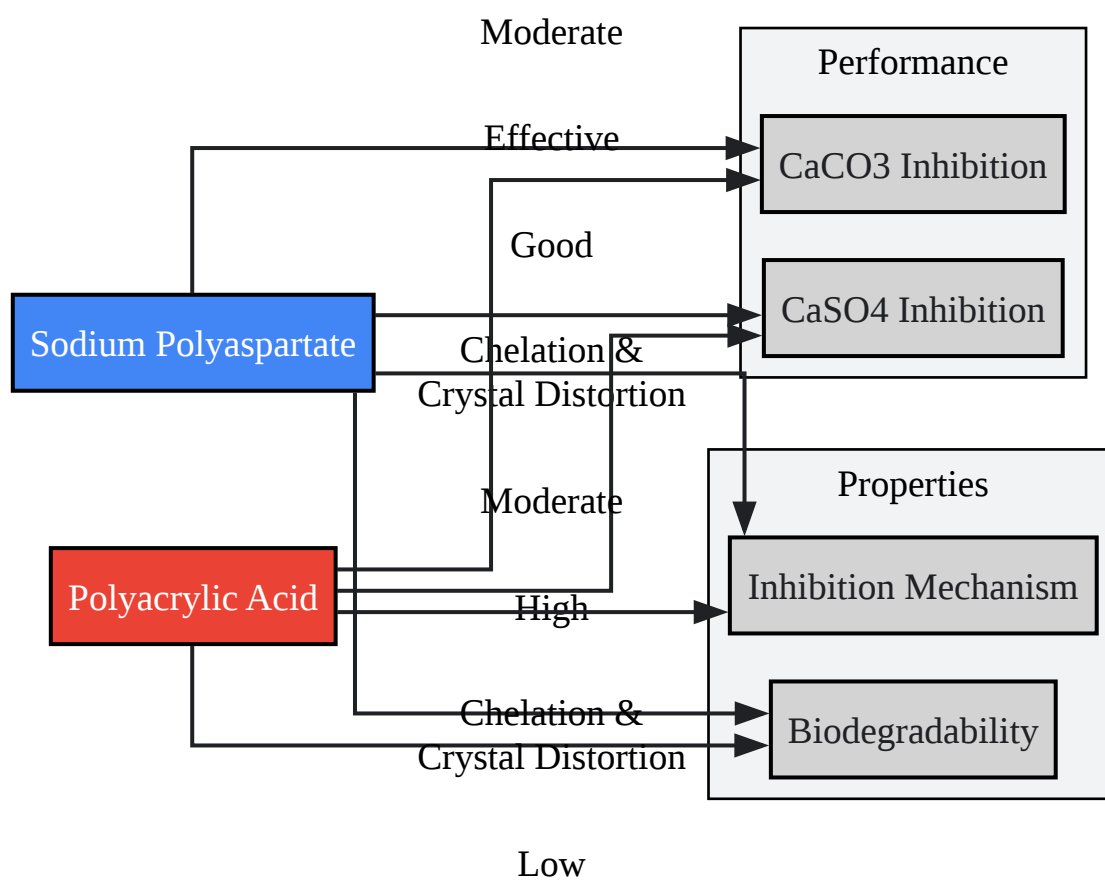 Moderate
Performance
Effective
CaCO3 Inhibition
Good
CaSO4 Inhibition
Sodium Polyaspartate
Chelation &
Crystal Distortion
Properties
Moderate
Inhibition Mechanism
Polyacrylic Acid
High
Chelation &
Crystal Distortion
Biodegradability
Low